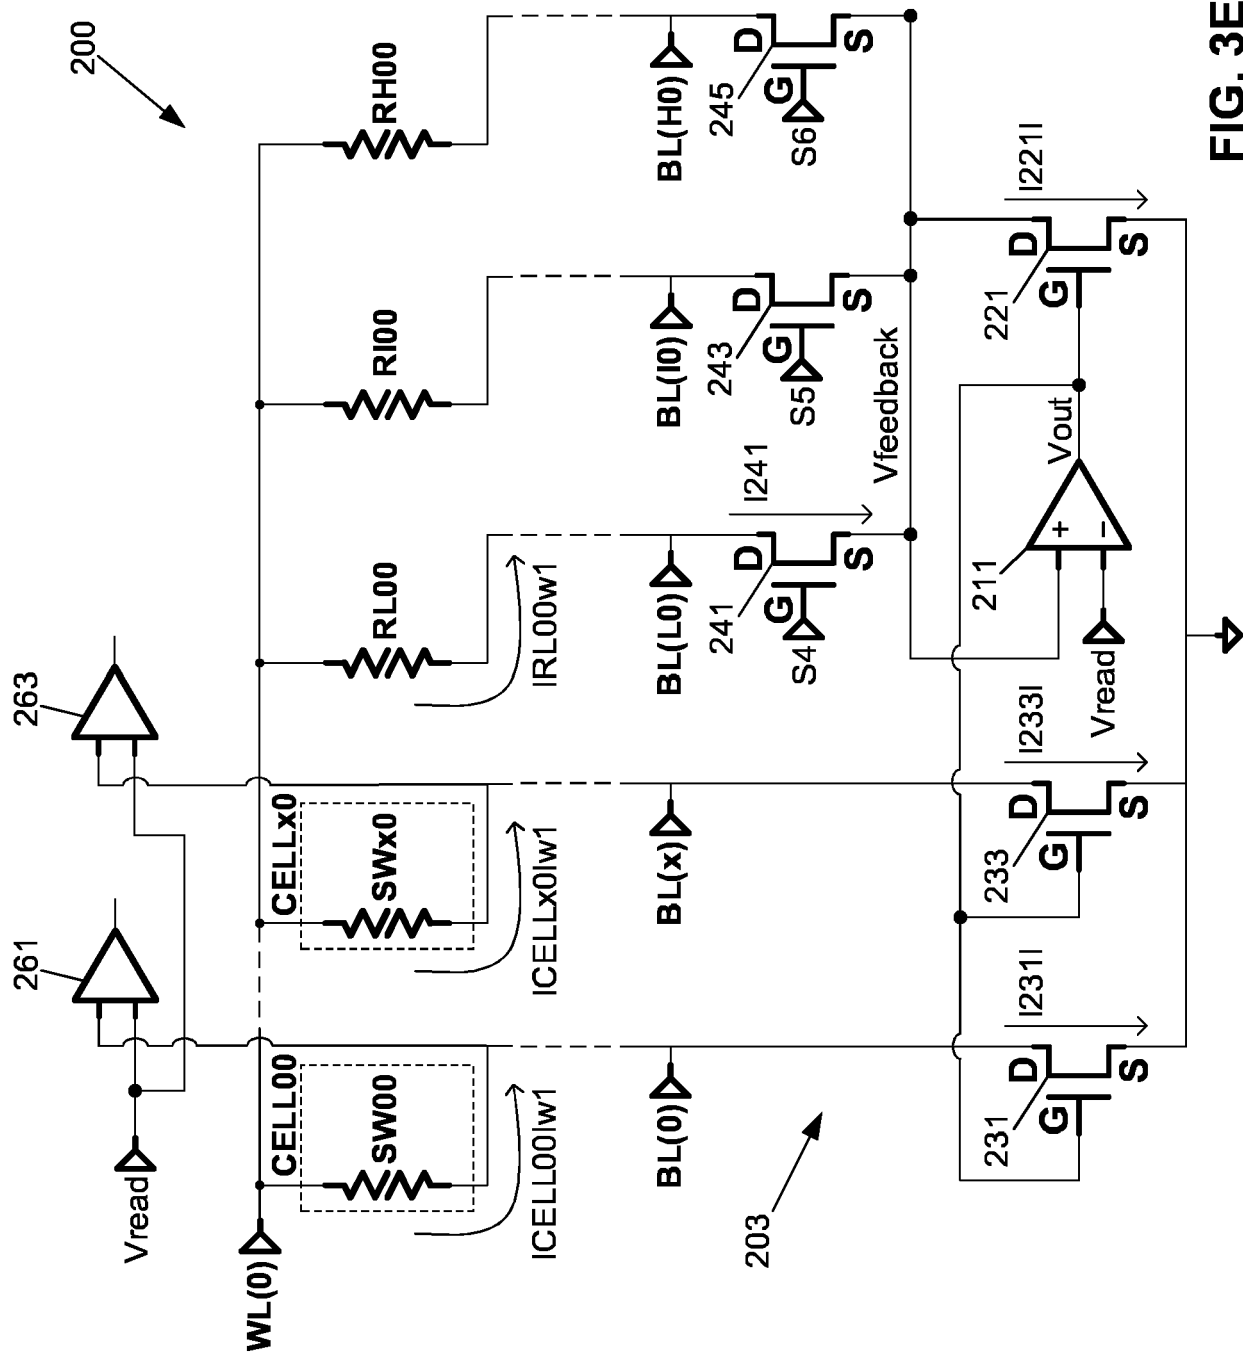 200
261
263
Vread
WL(0)
CELL00
CELLx0
SW00
SWx0
RL00
RI00
RH00
ICELL00lw1
ICELLx0lw1
IRL00w1
BL(0)
BL(x)
BL(L0)
BL(I0)
BL(H0)
203
241
D
G
S
S4
I241
243
D
G
S
S5
245
D
G
S
S6
Vfeedback
231
D
G
S
I231I
233
D
G
S
I233I
211
+
−
Vread
Vout
221
D
G
S
I221I
FIG. 3E